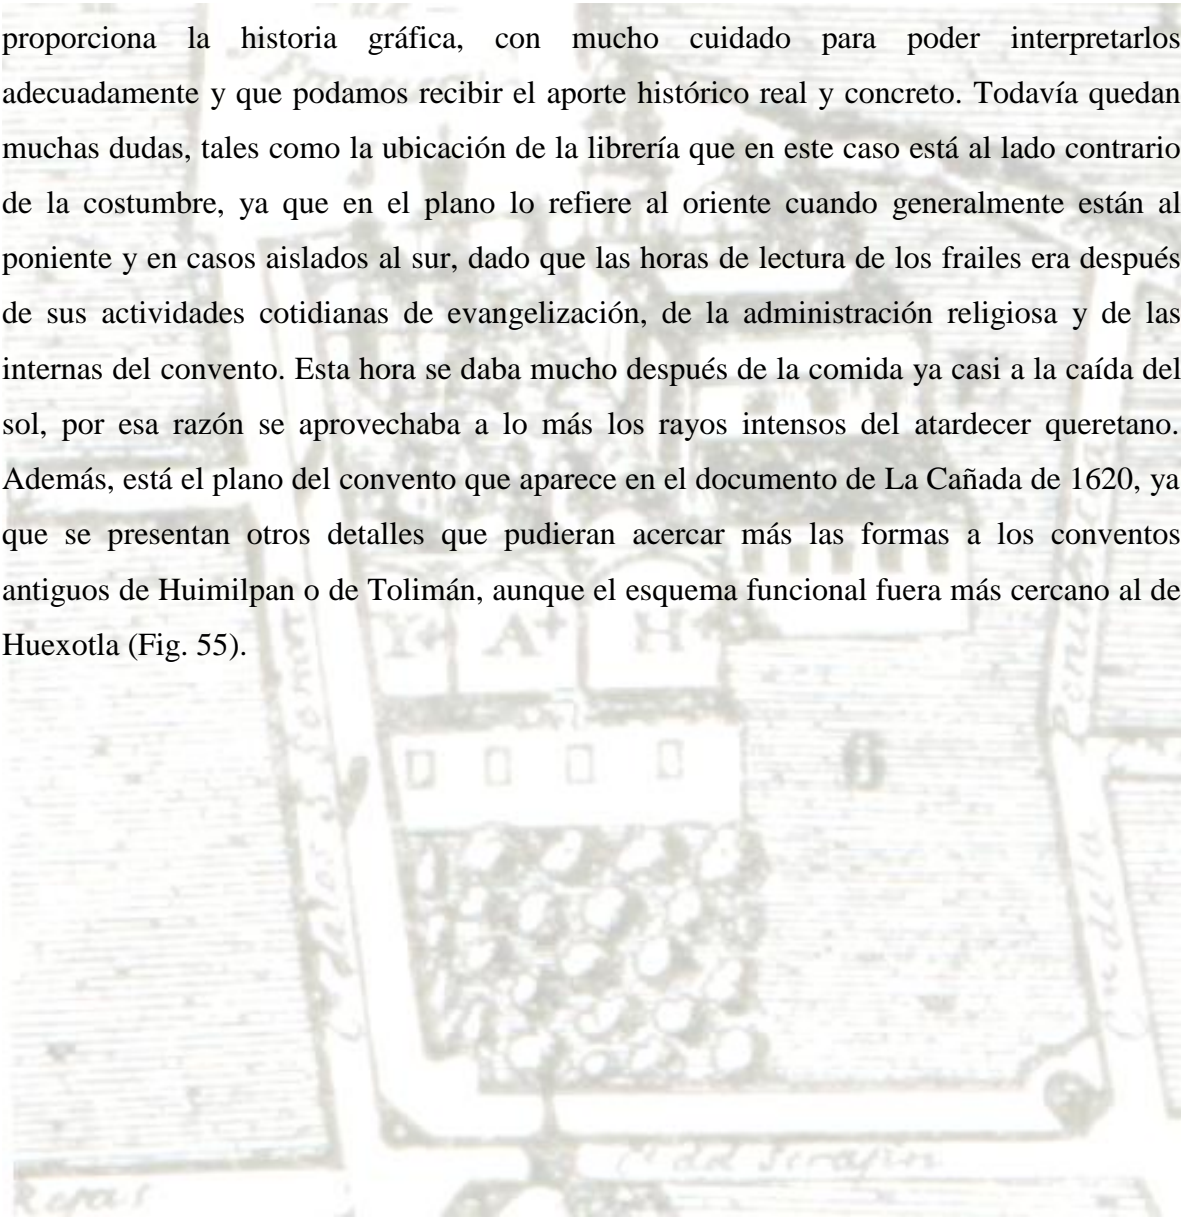 proporciona la historia gráfica, con mucho cuidado para poder interpretarlos
adecuadamente y que podamos recibir el aporte histórico real y concreto. Todavía quedan
muchas dudas, tales como la ubicación de la librería que en este caso está al lado contrario
de la costumbre, ya que en el plano lo refiere al oriente cuando generalmente están al
poniente y en casos aislados al sur, dado que las horas de lectura de los frailes era después
de sus actividades cotidianas de evangelización, de la administración religiosa y de las
internas del convento. Esta hora se daba mucho después de la comida ya casi a la caída del
sol, por esa razón se aprovechaba a lo más los rayos intensos del atardecer queretano.
Además, está el plano del convento que aparece en el documento de La Cañada de 1620, ya
que se presentan otros detalles que pudieran acercar más las formas a los conventos
antiguos de Huimilpan o de Tolimán, aunque el esquema funcional fuera más cercano al de
Huexotla (Fig. 55).
A H
6